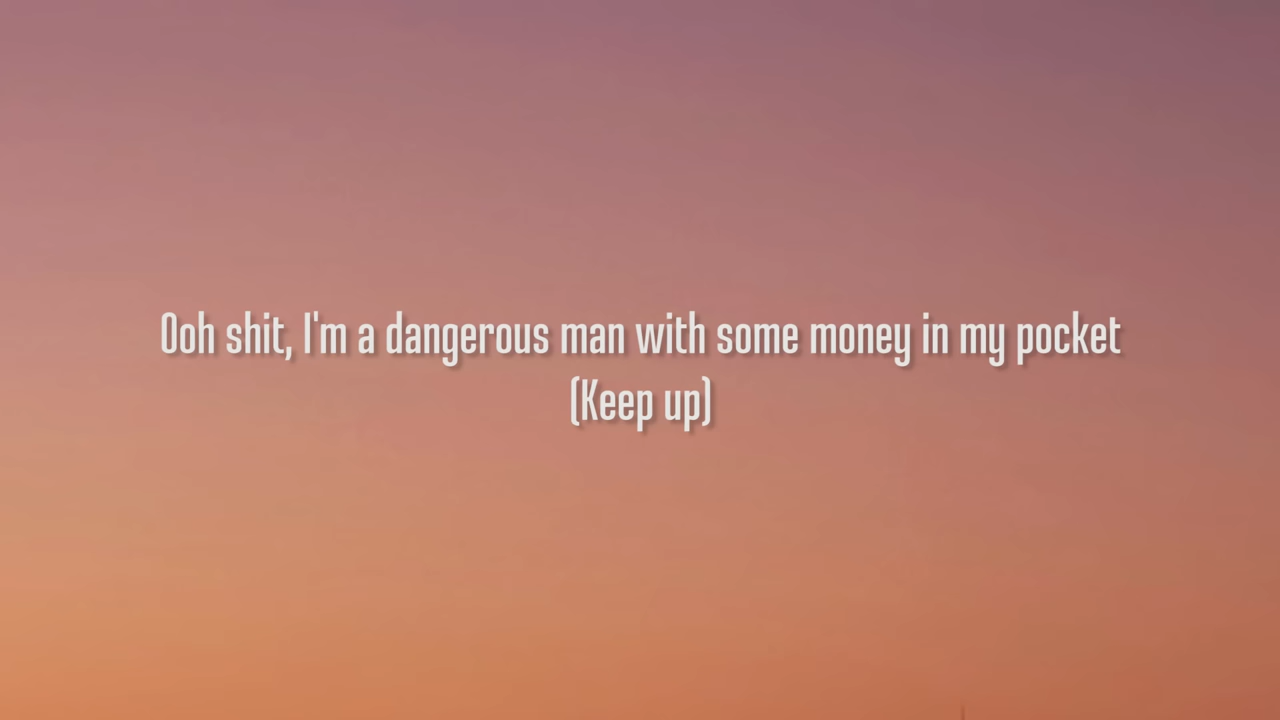 Ooh shit, I'm a dangerous man with some money in my pocket
(Keep up)